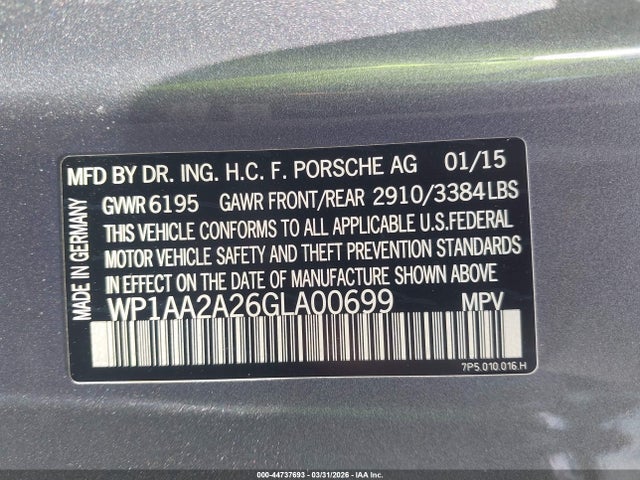 MFD BY DR. ING. H.C. F. PORSCHE AG 01/15
GWR 6195 GAWR FRONT/REAR 2910/3384 LBS
THIS VEHICLE CONFORMS TO ALL APPLICABLE U.S.FEDERAL
MOTOR VEHICLE SAFETY AND THEFT PREVENTION STANDARDS
IN EFFECT ON THE DATE OF MANUFACTURE SHOWN ABOVE
WP1AA2A26GLA00699 MPV
MADE IN GERMANY
7P5.010.016.H
000-44737693 | 03/31/2026 | IAA Inc.